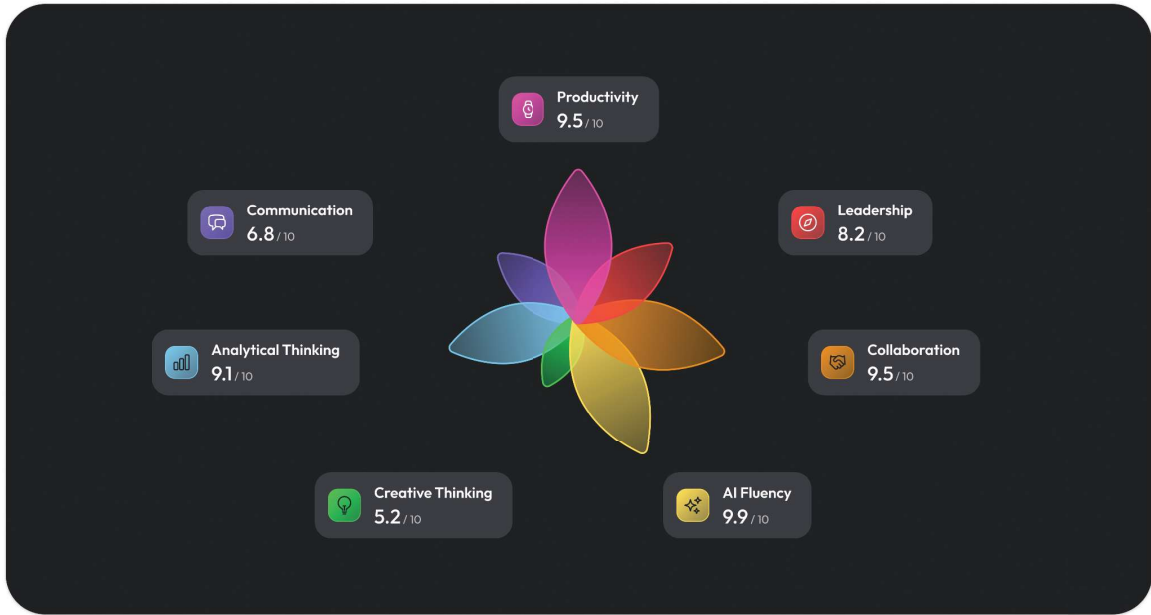 Productivity
9.5 / 10
Communication
6.8 / 10
Leadership
8.2 / 10
Analytical Thinking
9.1 / 10
Collaboration
9.5 / 10
Creative Thinking
5.2 / 10
AI Fluency
9.9 / 10